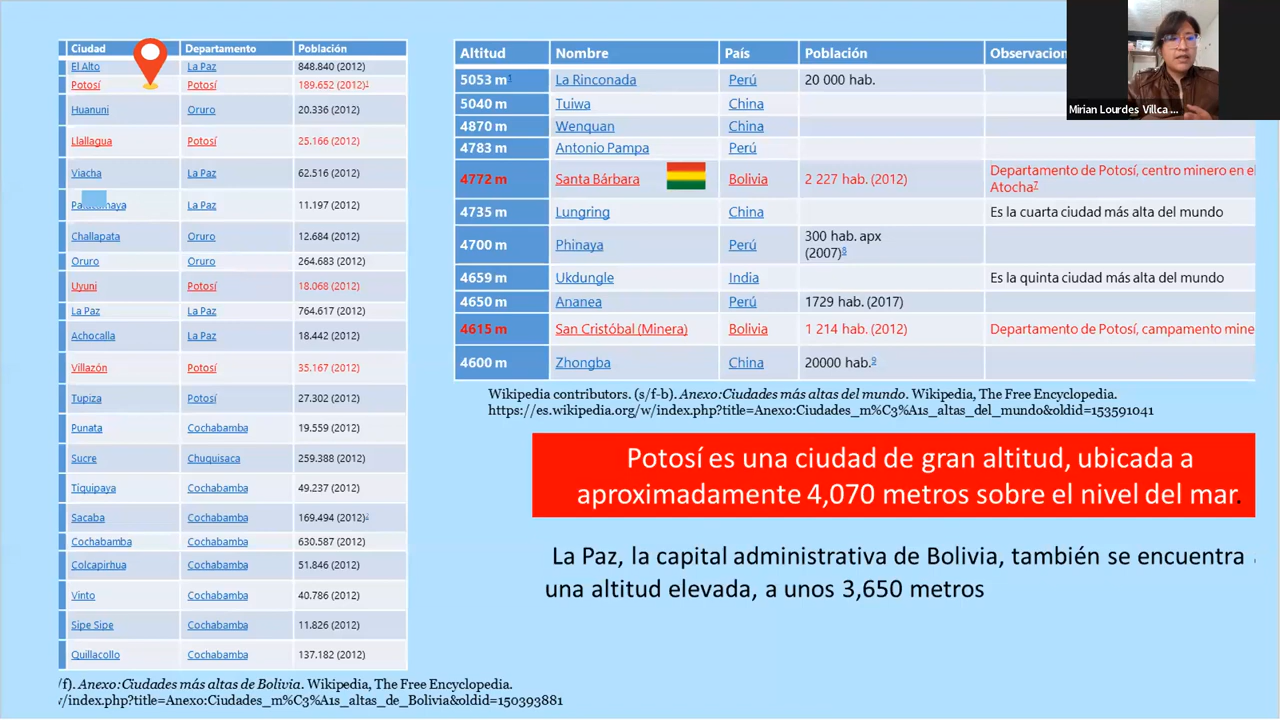 Ciudad Departamento Población
El Alto La Paz 848.840 (2012)
Potosí Potosí 189.652 (2012)1
Huanuni Oruro 20.336 (2012)
Llallagua Potosí 25.166 (2012)
Viacha La Paz 62.516 (2012)
La Paz 11.197 (2012)
Challapata Oruro 12.684 (2012)
Oruro Oruro 264.683 (2012)
Uyuni Potosí 18.068 (2012)
La Paz La Paz 764.617 (2012)
Achocalla La Paz 18.442 (2012)
Villazón Potosí 35.167 (2012)
Tupiza Potosí 27.302 (2012)
Punata Cochabamba 19.559 (2012)
Sucre Chuquisaca 259.388 (2012)
Tiquipaya Cochabamba 49.237 (2012)
Sacaba Cochabamba 169.494 (2012)2
Cochabamba Cochabamba 630.587 (2012)
Colcapirhua Cochabamba 51.846 (2012)
Vinto Cochabamba 40.786 (2012)
Sipe Sipe Cochabamba 11.826 (2012)
Quillacollo Cochabamba 137.182 (2012)
/f). Anexo:Ciudades más altas de Bolivia. Wikipedia, The Free Encyclopedia.
/index.php?title=Anexo:Ciudades_m%C3%A1s_altas_de_Bolivia&oldid=150393881
Altitud Nombre País Población Observacion
5053 m1 La Rinconada Perú 20 000 hab.
5040 m Tuiwa China
4870 m Wenquan China
4783 m Antonio Pampa Perú
4772 m Santa Bárbara Bolivia 2 227 hab. (2012) Departamento de Potosí, centro minero en el
Atocha7
4735 m Lungring China Es la cuarta ciudad más alta del mundo
4700 m Phinaya Perú 300 hab. apx
(2007)8
4659 m Ukdungle India Es la quinta ciudad más alta del mundo
4650 m Ananea Perú 1729 hab. (2017)
4615 m San Cristóbal (Minera) Bolivia 1 214 hab. (2012) Departamento de Potosí, campamento mine
4600 m Zhongba China 20000 hab.9
Wikipedia contributors. (s/f-b). Anexo:Ciudades más altas del mundo. Wikipedia, The Free Encyclopedia.
https://es.wikipedia.org/w/index.php?title=Anexo:Ciudades_m%C3%A1s_altas_del_mundo&oldid=153591041
Potosí es una ciudad de gran altitud, ubicada a
aproximadamente 4,070 metros sobre el nivel del mar.
La Paz, la capital administrativa de Bolivia, también se encuentra
una altitud elevada, a unos 3,650 metros
Mirian Lourdes Villca ...